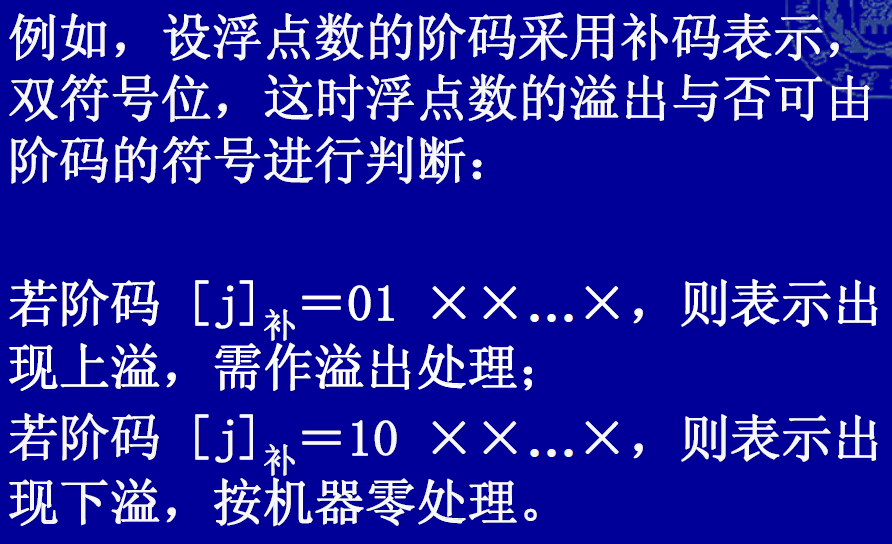 例如，设浮点数的阶码采用补码表示，
双符号位，这时浮点数的溢出与否可由
阶码的符号进行判断：
若阶码 [j]补＝01 ××…×，则表示出
现上溢，需作溢出处理；
若阶码 [j]补＝10 ××…×，则表示出
现下溢，按机器零处理。